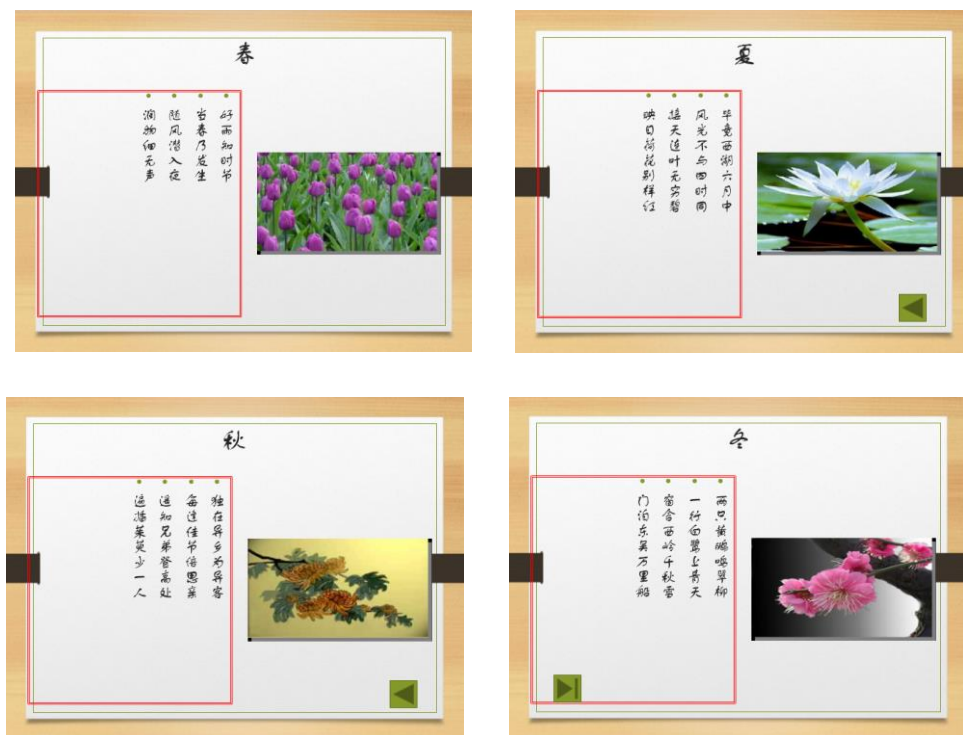 春
好雨知时节
当春乃发生
随风潜入夜
润物细无声
夏
毕竟西湖六月中
风光不与四时同
接天连叶无穷碧
映日荷花别样红
秋
独在异乡为异客
每逢佳节倍思亲
遥知兄弟登高处
遍插茱萸少一人
冬
两只黄鹂鸣翠柳
一行白鹭上青天
窗含西岭千秋雪
门泊东吴万里船